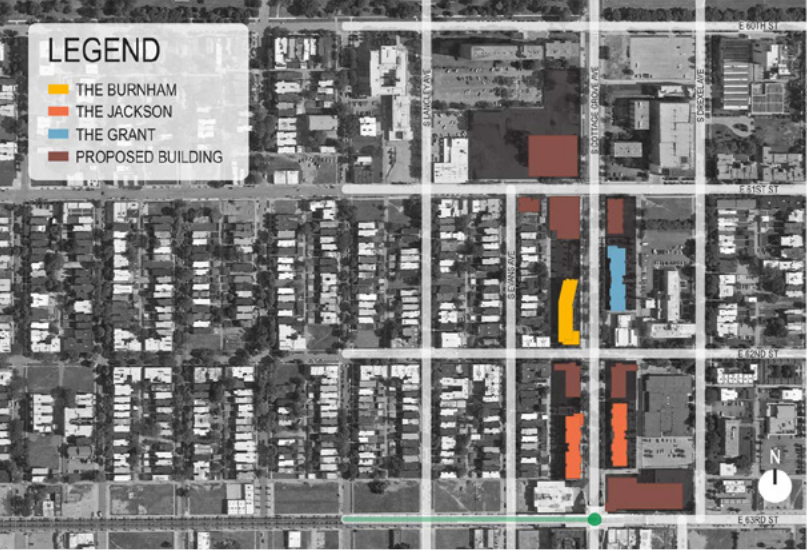 E 60TH ST
LEGEND
THE BURNHAM
THE JACKSON
THE GRANT
PROPOSED BUILDING
S LANGLEY AVE
S COTTAGE GROVE AVE
S DREXEL AVE
E 61ST ST
S EVANS AVE
E 62ND ST
N
E 63RD ST